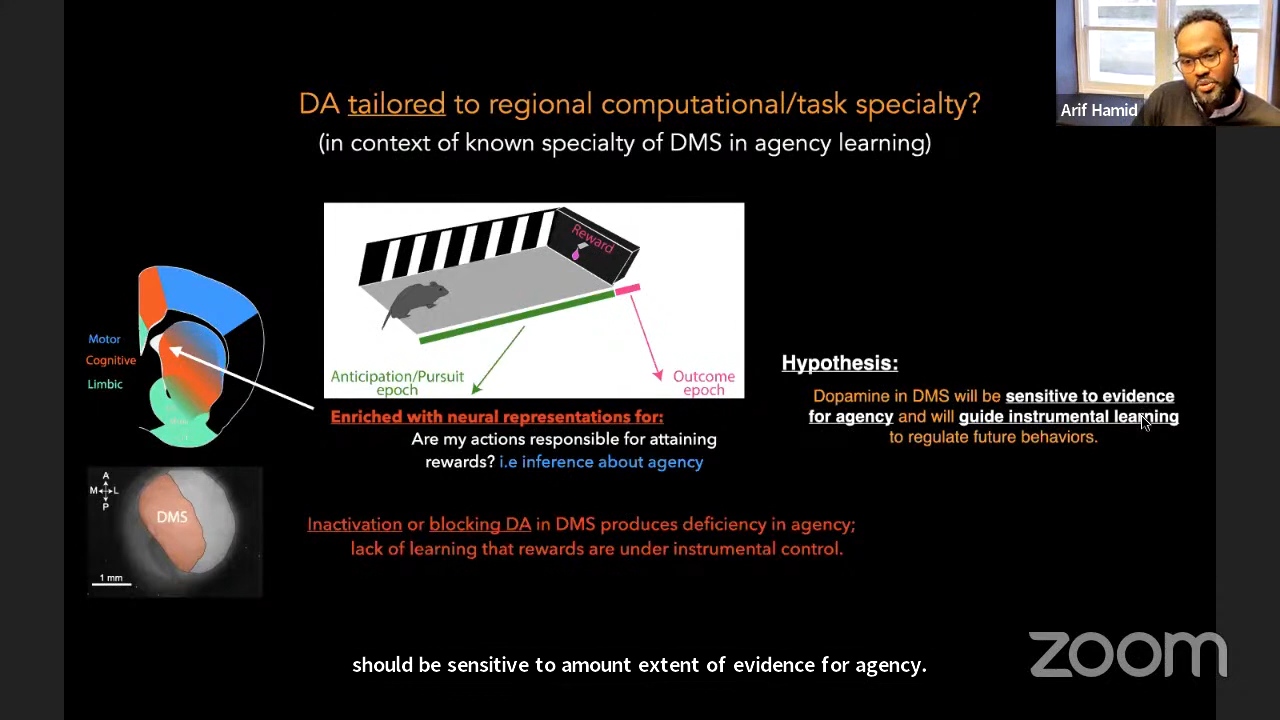 Arif Hamid
DA tailored to regional computational/task specialty?
(in context of known specialty of DMS in agency learning)
Reward
Motor
Cognitive
Limbic
Anticipation/Pursuit
epoch
Outcome
epoch
Enriched with neural representations for:
Are my actions responsible for attaining
rewards? i.e inference about agency
Hypothesis:
Dopamine in DMS will be sensitive to evidence
for agency and will guide instrumental learning
to regulate future behaviors.
A
M L
P
DMS
1 mm
Inactivation or blocking DA in DMS produces deficiency in agency;
lack of learning that rewards are under instrumental control.
should be sensitive to amount extent of evidence for agency.
zoom